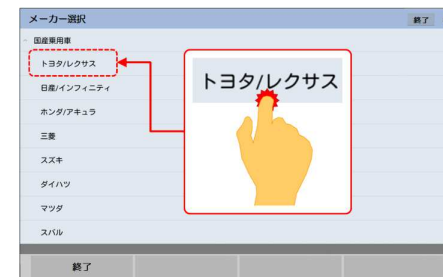 メーカー選択
終了
国産乗用車
トヨタ/レクサス
日産/インフィニティ
ホンダ/アキュラ
三菱
スズキ
ダイハツ
マツダ
スバル
トヨタ/レクサス
終了